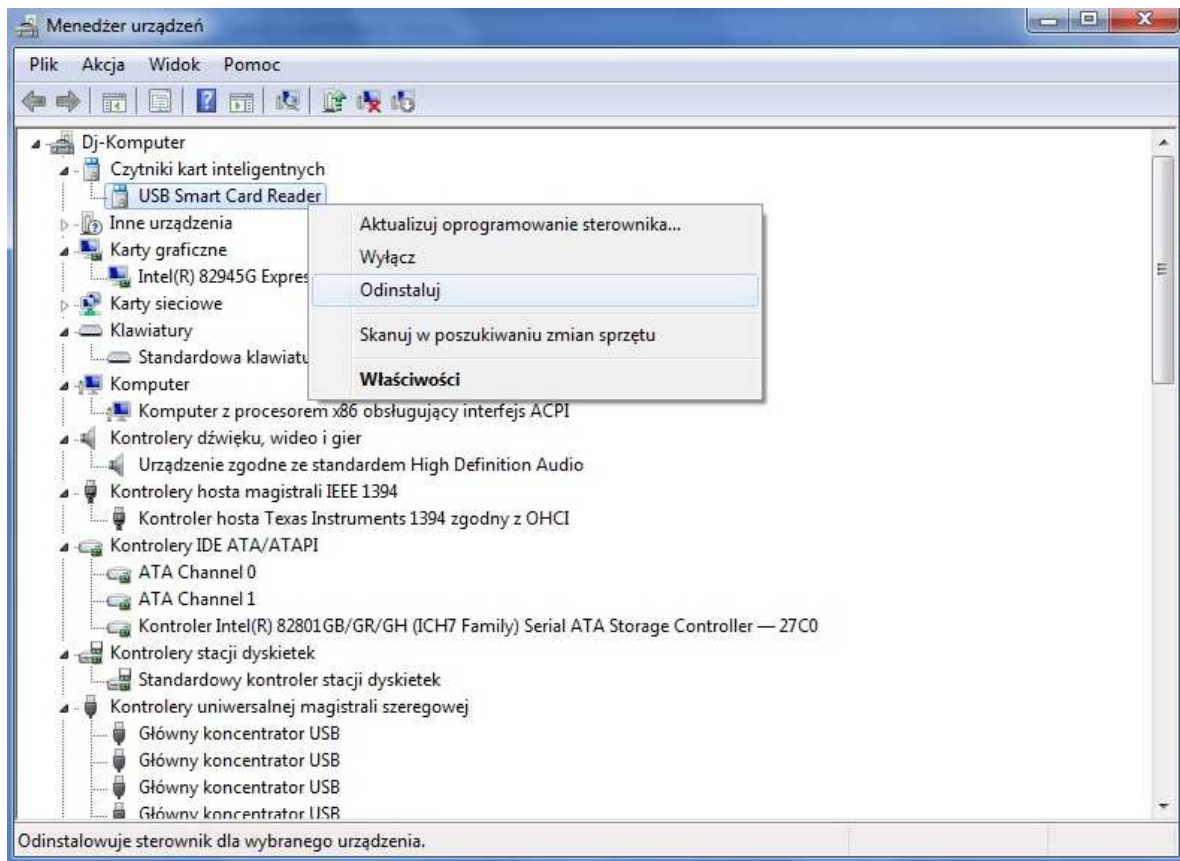 Menedżer urządzeń
Plik Akcja Widok Pomoc
Dj-Komputer
Czytniki kart inteligentnych
USB Smart Card Reader
Inne urządzenia
Karty graficzne
Intel(R) 82945G Expres
Karty sieciowe
Klawiatury
Standardowa klawiatu
Komputer
Komputer z procesorem x86 obsługujący interfejs ACPI
Kontrolery dźwięku, wideo i gier
Urządzenie zgodne ze standardem High Definition Audio
Kontrolery hosta magistrali IEEE 1394
Kontroler hosta Texas Instruments 1394 zgodny z OHCI
Kontrolery IDE ATA/ATAPI
ATA Channel 0
ATA Channel 1
Kontroler Intel(R) 82801GB/GR/GH (ICH7 Family) Serial ATA Storage Controller — 27C0
Kontrolery stacji dyskietek
Standardowy kontroler stacji dyskietek
Kontrolery uniwersalnej magistrali szeregowej
Główny koncentrator USB
Główny koncentrator USB
Główny koncentrator USB
Główny koncentrator USB
Aktualizuj oprogramowanie sterownika...
Wyłącz
Odinstaluj
Skanuj w poszukiwaniu zmian sprzętu
Właściwości
Odinstalowuje sterownik dla wybranego urządzenia.